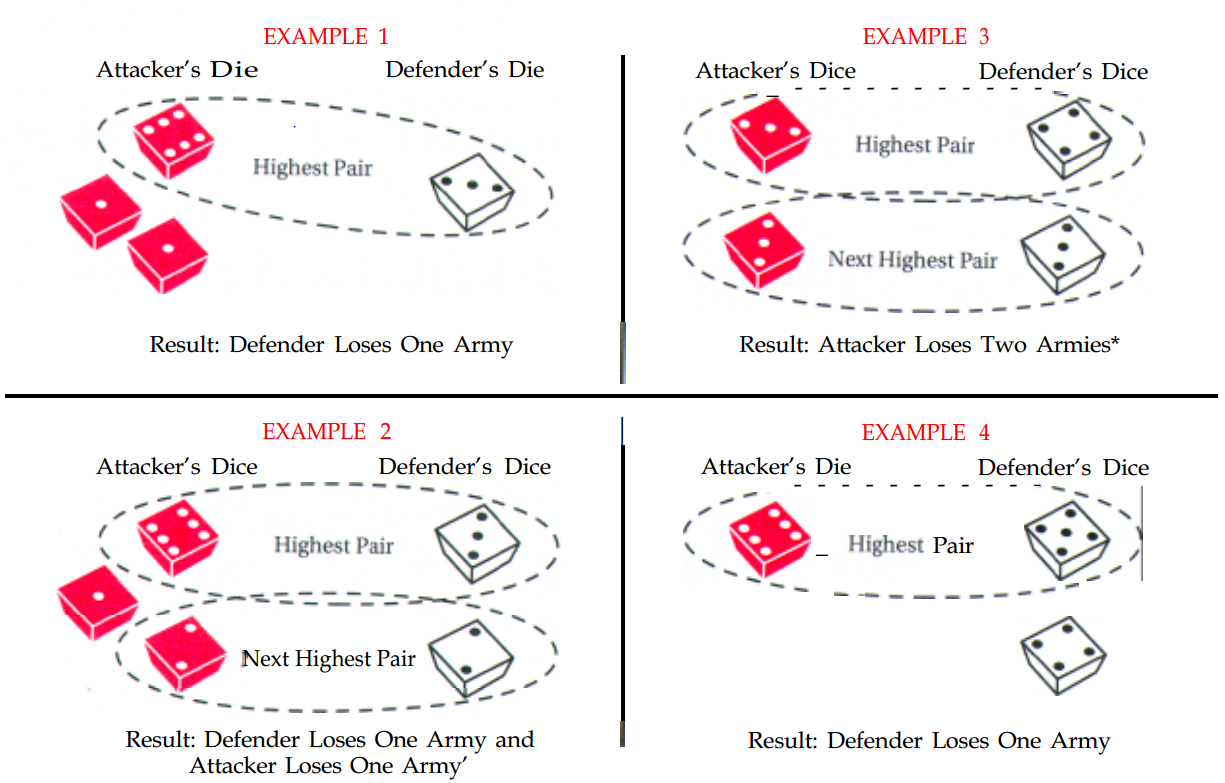 EXAMPLE 1
Attacker's Die Defender's Die
Highest Pair
Result: Defender Loses One Army
EXAMPLE 3
Attacker's Dice Defender's Dice
Highest Pair
Next Highest Pair
Result: Attacker Loses Two Armies*
EXAMPLE 2
Attacker's Dice Defender's Dice
Highest Pair
Next Highest Pair
Result: Defender Loses One Army and
Attacker Loses One Army’
EXAMPLE 4
Attacker's Die Defender's Dice
Highest Pair
Result: Defender Loses One Army